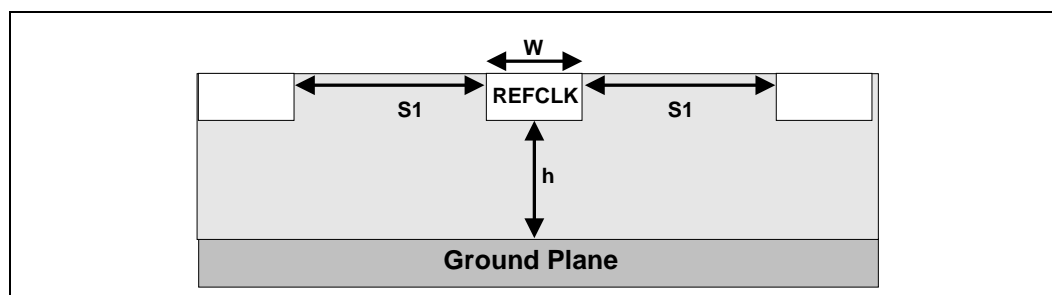 W
REFCLK
S1
S1
h
Ground Plane